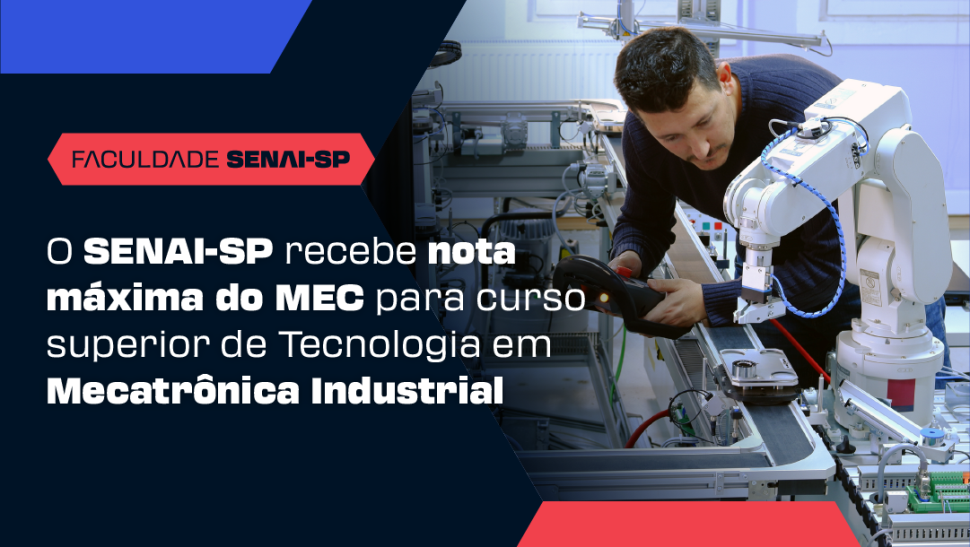 FACULDADE SENAI-SP
O SENAI-SP recebe nota
máxima do MEC para curso
superior de Tecnologia em
Mecatrônica Industrial